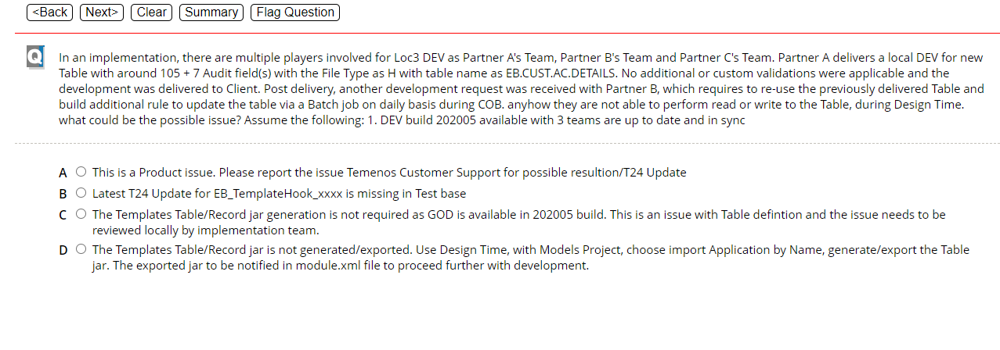 <Back Next> Clear Summary Flag Question
Q In an implementation, there are multiple players involved for Loc3 DEV as Partner A's Team, Partner B's Team and Partner C's Team. Partner A delivers a local DEV for new
Table with around 105 + 7 Audit field(s) with the File Type as H with table name as EB.CUST.AC.DETAILS. No additional or custom validations were applicable and the
development was delivered to Client. Post delivery, another development request was received with Partner B, which requires to re-use the previously delivered Table and
build additional rule to update the table via a Batch job on daily basis during COB. anyhow they are not able to perform read or write to the Table, during Design Time.
what could be the possible issue? Assume the following: 1. DEV build 202005 available with 3 teams are up to date and in sync
A This is a Product issue. Please report the issue Temenos Customer Support for possible resultion/T24 Update
B Latest T24 Update for EB_TemplateHook_xxxx is missing in Test base
C The Templates Table/Record jar generation is not required as GOD is available in 202005 build. This is an issue with Table defintion and the issue needs to be
reviewed locally by implementation team.
D The Templates Table/Record jar is not generated/exported. Use Design Time, with Models Project, choose import Application by Name, generate/export the Table
jar. The exported jar to be notified in module.xml file to proceed further with development.